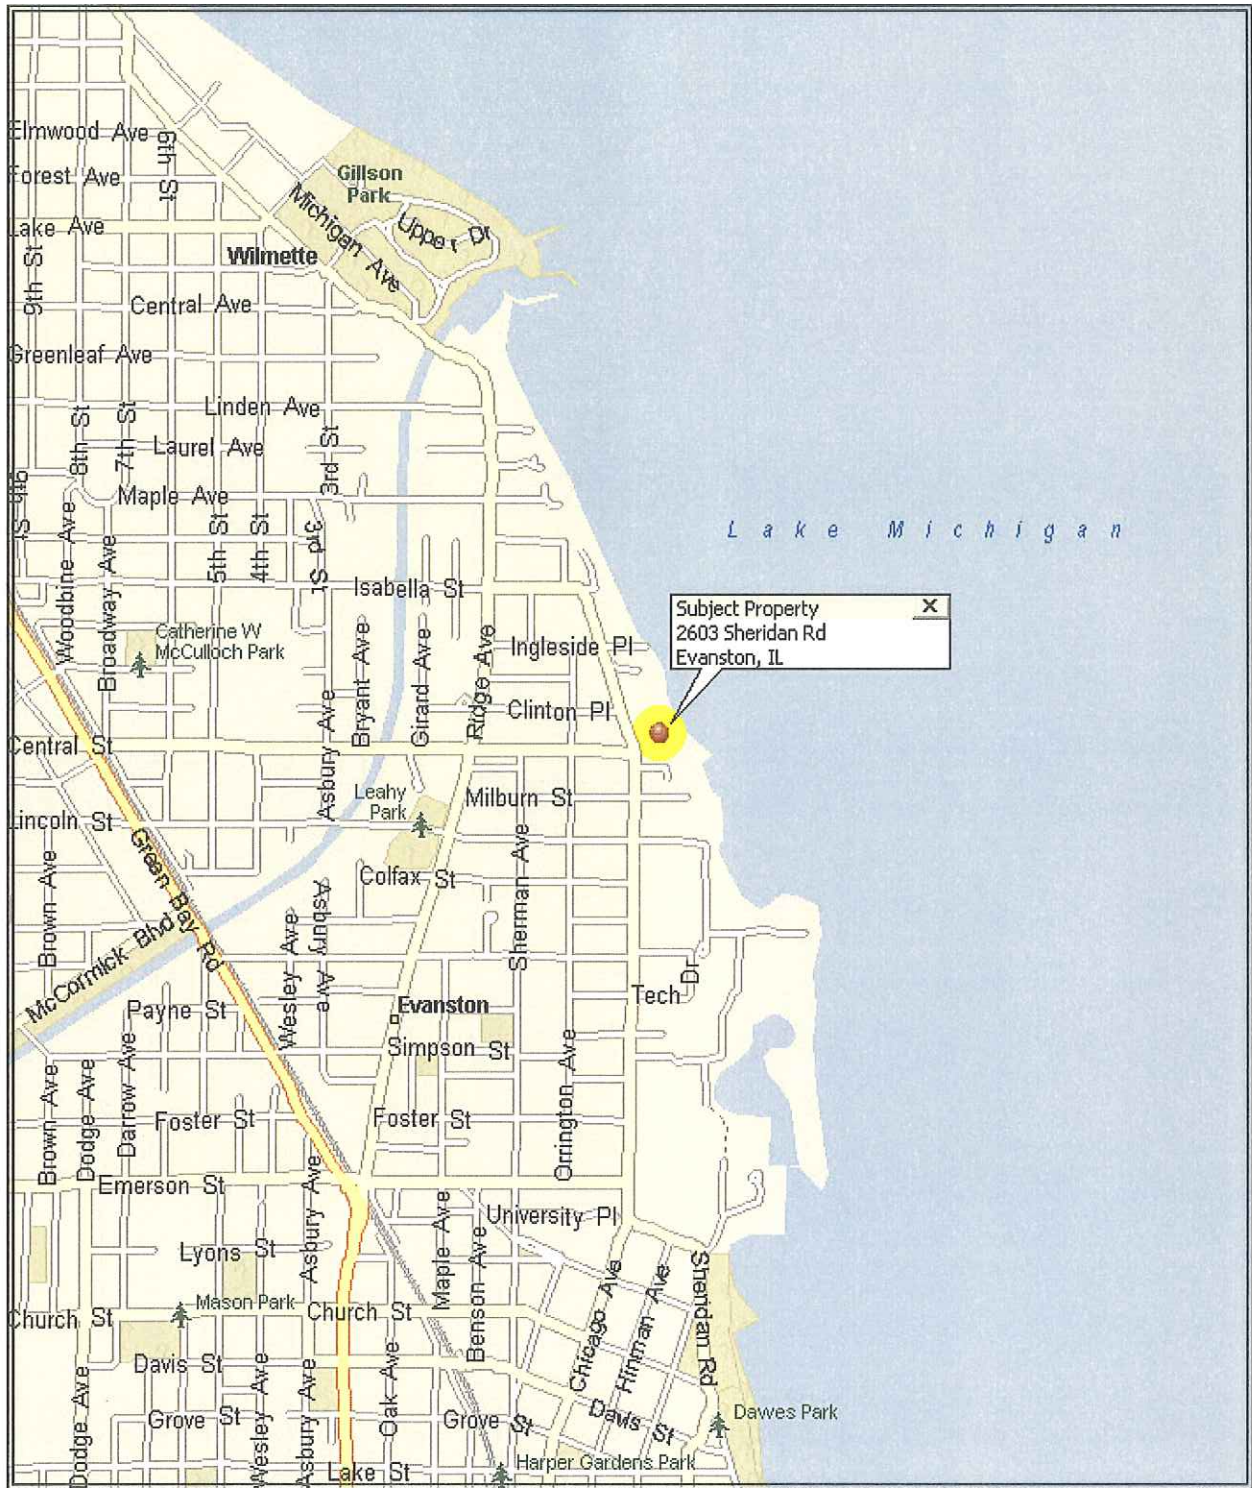 Elmwood Ave
6th St
Forest Ave
Gillson
Park
Michigan Ave
Upper Dr
Lake Ave
Wilmette
9th St
Central Ave
Greenleaf Ave
Linden Ave
8th St
7th St
Laurel Ave
3rd St
9th St
Maple Ave
Lake Michigan
Woodbine Ave
Broadway Ave
5th St
4th St
3rd St
Isabella St
Subject Property
2603 Sheridan Rd
Evanston, IL
Catherine W
McCulloch Park
Bryant Ave
Girard Ave
Ridge Ave
Ingleside Pl
Asbury Ave
Clinton Pl
Central St
Leahy
Park
Milburn St
Lincoln St
Green Bay Rd
Colfax St
Sherman Ave
Brown Ave
McCormick Blvd
Wesley Ave
Asbury Ave
Tech Dr
Payne St
Evanston
Simpson St
Orrington Ave
Brown Ave
Dodge Ave
Darrow Ave
Foster St
Foster St
Emerson St
Asbury Ave
Maple Ave
University Pl
Lyons St
Benson Ave
Chicago Ave
Hinman Ave
Sheridan Rd
Mason Park
Church St
Church St
Davis St
Dodge Ave
Wesley Ave
Asbury Ave
Oak Ave
Grove St
Grove St
Davis St
Dawes Park
Lake St
Harper Gardens Park